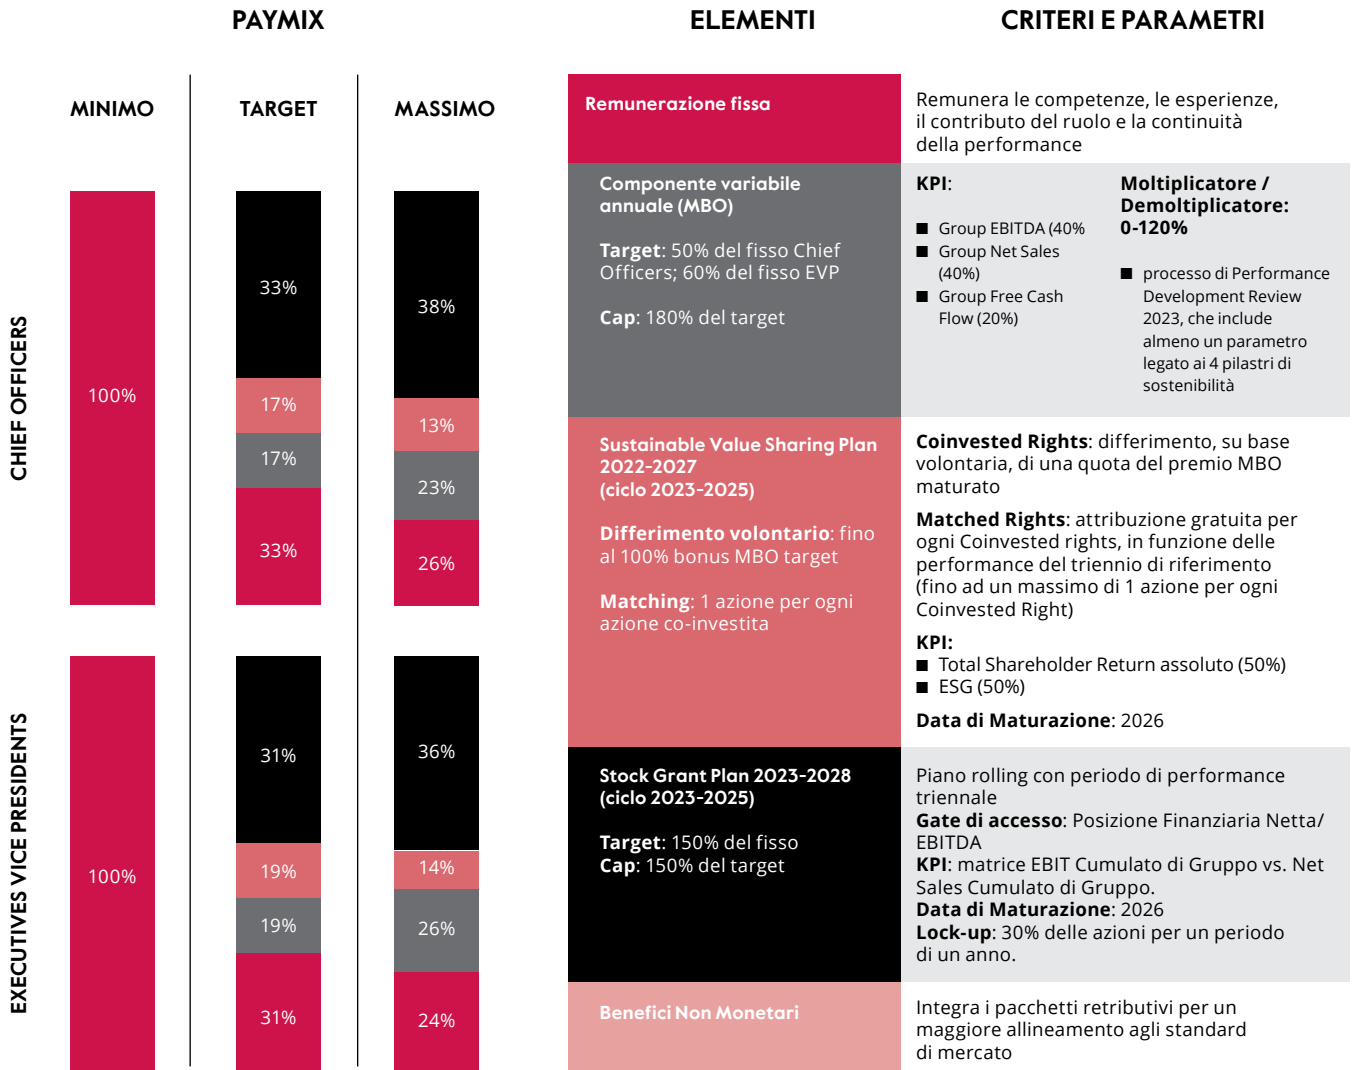 PAYMIX
MINIMO
TARGET
MASSIMO
CHIEF OFFICERS
100%
33%
17%
17%
33%
38%
13%
23%
26%
EXECUTIVES VICE PRESIDENTS
100%
31%
19%
19%
31%
36%
14%
26%
24%
ELEMENTI
CRITERI E PARAMETRI
Remunerazione fissa
Remunera le competenze, le esperienze,
il contributo del ruolo e la continuità
della performance
Componente variabile
annuale (MBO)
Target: 50% del fisso Chief
Officers; 60% del fisso EVP
Cap: 180% del target
KPI:
■ Group EBITDA (40%
■ Group Net Sales
(40%)
■ Group Free Cash
Flow (20%)
Moltiplicatore /
Demoltiplicatore:
0-120%
■ processo di Performance
Development Review
2023, che include
almeno un parametro
legato ai 4 pilastri di
sostenibilità
Sustainable Value Sharing Plan
2022-2027
(ciclo 2023-2025)
Differimento volontario: fino
al 100% bonus MBO target
Matching: 1 azione per ogni
azione co-investita
Coinvested Rights: differimento, su base
volontaria, di una quota del premio MBO
maturato
Matched Rights: attribuzione gratuita per
ogni Coinvested rights, in funzione delle
performance del triennio di riferimento
(fino ad un massimo di 1 azione per ogni
Coinvested Right)
KPI:
■ Total Shareholder Return assoluto (50%)
■ ESG (50%)
Data di Maturazione: 2026
Stock Grant Plan 2023-2028
(ciclo 2023-2025)
Target: 150% del fisso
Cap: 150% del target
Piano rolling con periodo di performance
triennale
Gate di accesso: Posizione Finanziaria Netta/
EBITDA
KPI: matrice EBIT Cumulato di Gruppo vs. Net
Sales Cumulato di Gruppo.
Data di Maturazione: 2026
Lock-up: 30% delle azioni per un periodo
di un anno.
Benefici Non Monetari
Integra i pacchetti retributivi per un
maggiore allineamento agli standard
di mercato